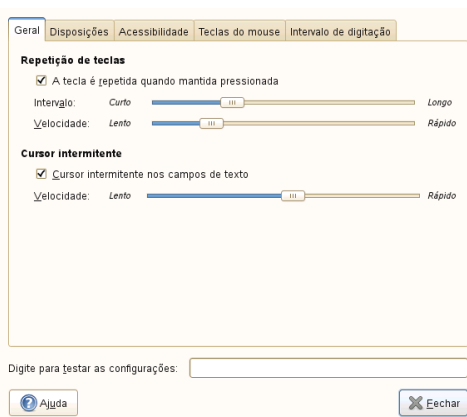 Geral Disposições Acessibilidade Teclas do mouse Intervalo de digitação
Repetição de teclas
A tecla é repetida quando mantida pressionada
Intervalo: Curto Longo
Velocidade: Lento Rápido
Cursor intermitente
Cursor intermitente nos campos de texto
Velocidade: Lento Rápido
Digite para testar as configurações:
Ajuda Fechar